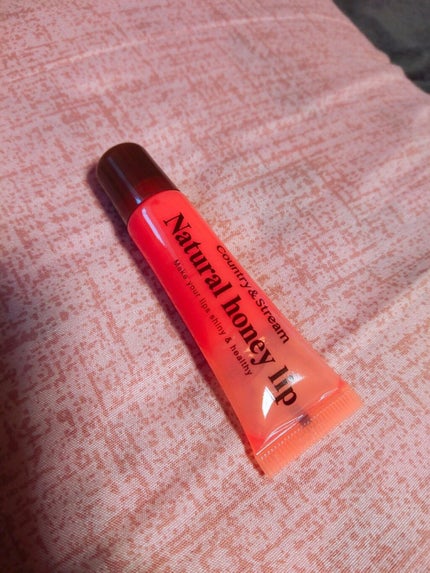 Country & Stream
Natural honey lip
Make your lips shiny & healthy